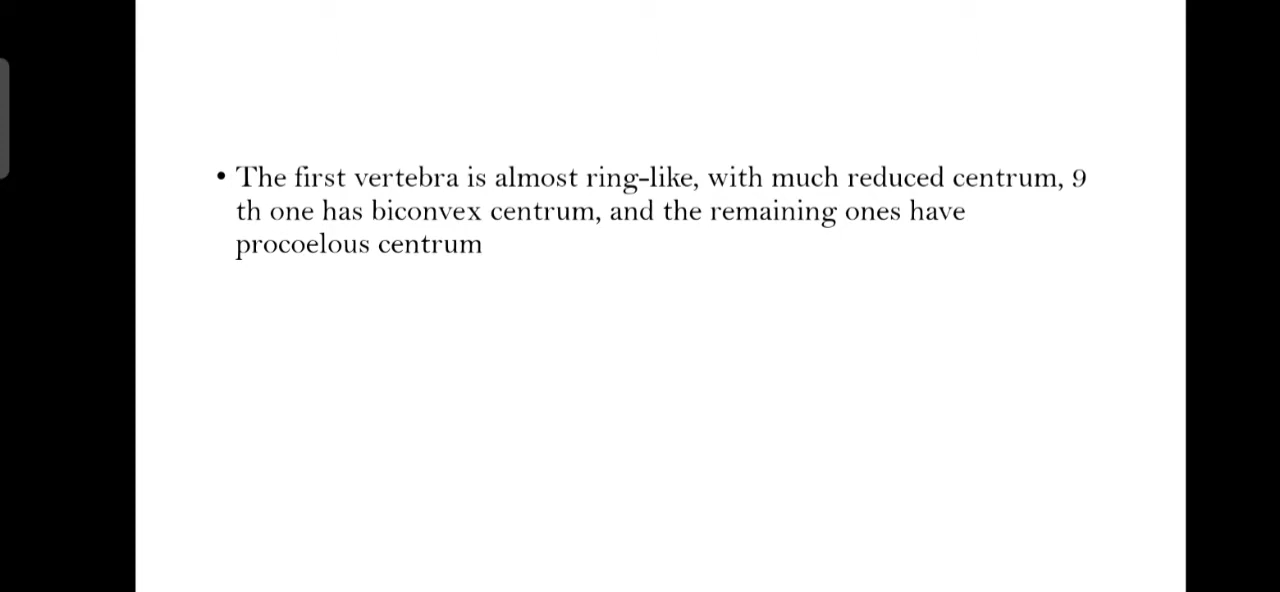 • The first vertebra is almost ring-like, with much reduced centrum, 9
th one has biconvex centrum, and the remaining ones have
procoelous centrum